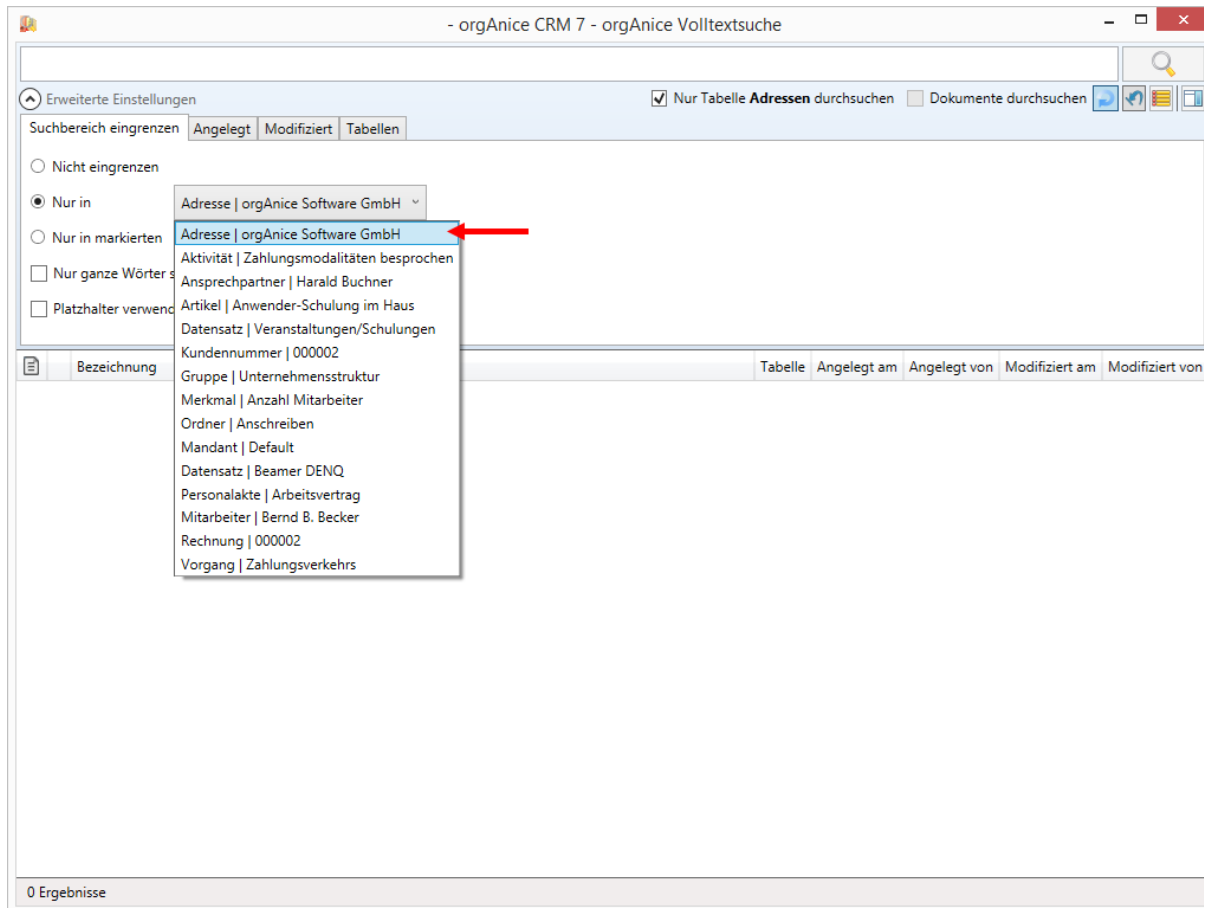 - orgAnice CRM 7 - orgAnice Volltextsuche
Erweiterte Einstellungen
Nur Tabelle Adressen durchsuchen
Dokumente durchsuchen
Suchbereich eingrenzen Angelegt Modifiziert Tabellen
Nicht eingrenzen
Nur in Adresse | orgAnice Software GmbH
Nur in markierten
Nur ganze Wörter
Platzhalter
Adresse | orgAnice Software GmbH
Aktivität | Zahlungsmodalitäten besprochen
Ansprechpartner | Harald Buchner
Artikel | Anwender-Schulung im Haus
Datensatz | Veranstaltungen/Schulungen
Kundennummer | 000002
Gruppe | Unternehmensstruktur
Merkmal | Anzahl Mitarbeiter
Ordner | Anschreiben
Mandant | Default
Datensatz | Beamer DENQ
Personalakte | Arbeitsvertrag
Mitarbeiter | Bernd B. Becker
Rechnung | 000002
Vorgang | Zahlungsverkehrs
Bezeichnung Tabelle Angelegt am Angelegt von Modifiziert am Modifiziert von
0 Ergebnisse